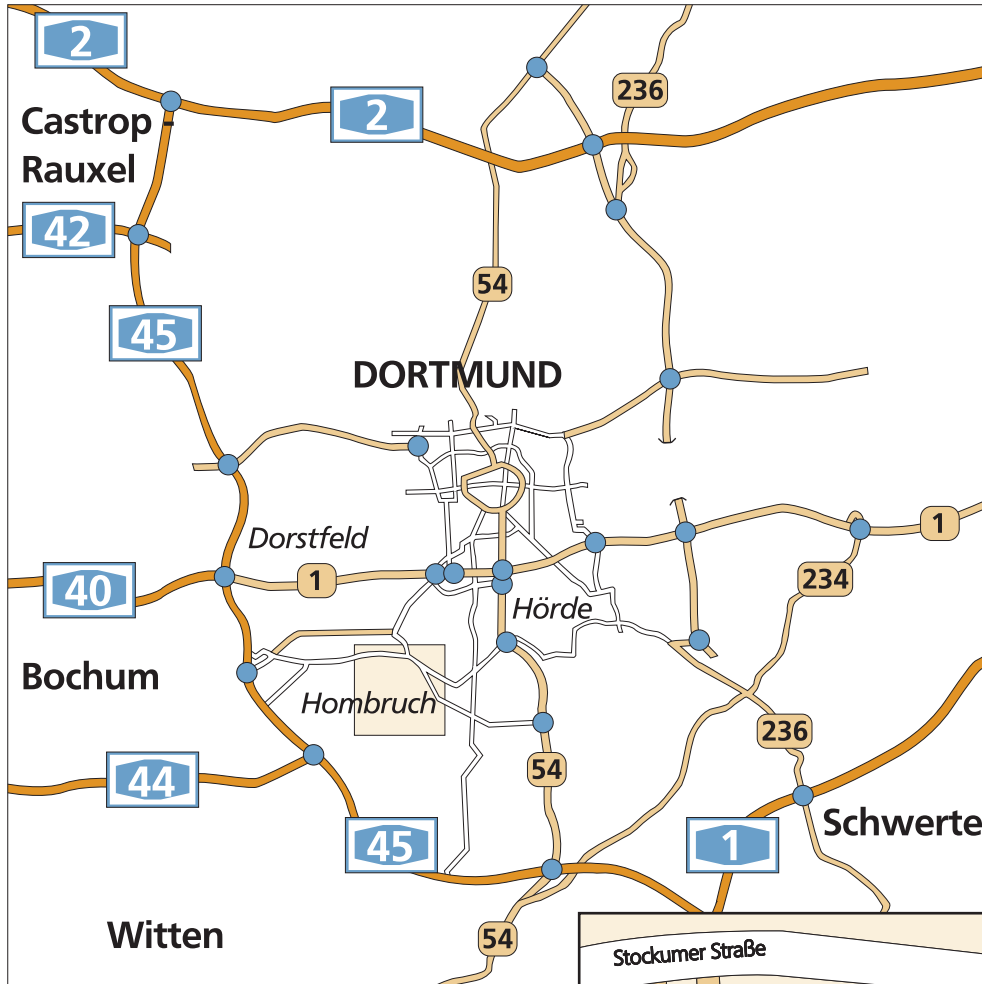 2
236
2
Castrop -
Rauxel
42
54
45
DORTMUND
Dorstfeld
1
1
40
234
Hörde
Bochum
Hombruch
236
54
44
Schwerte
45
1
Witten
54
Stockumer Straße